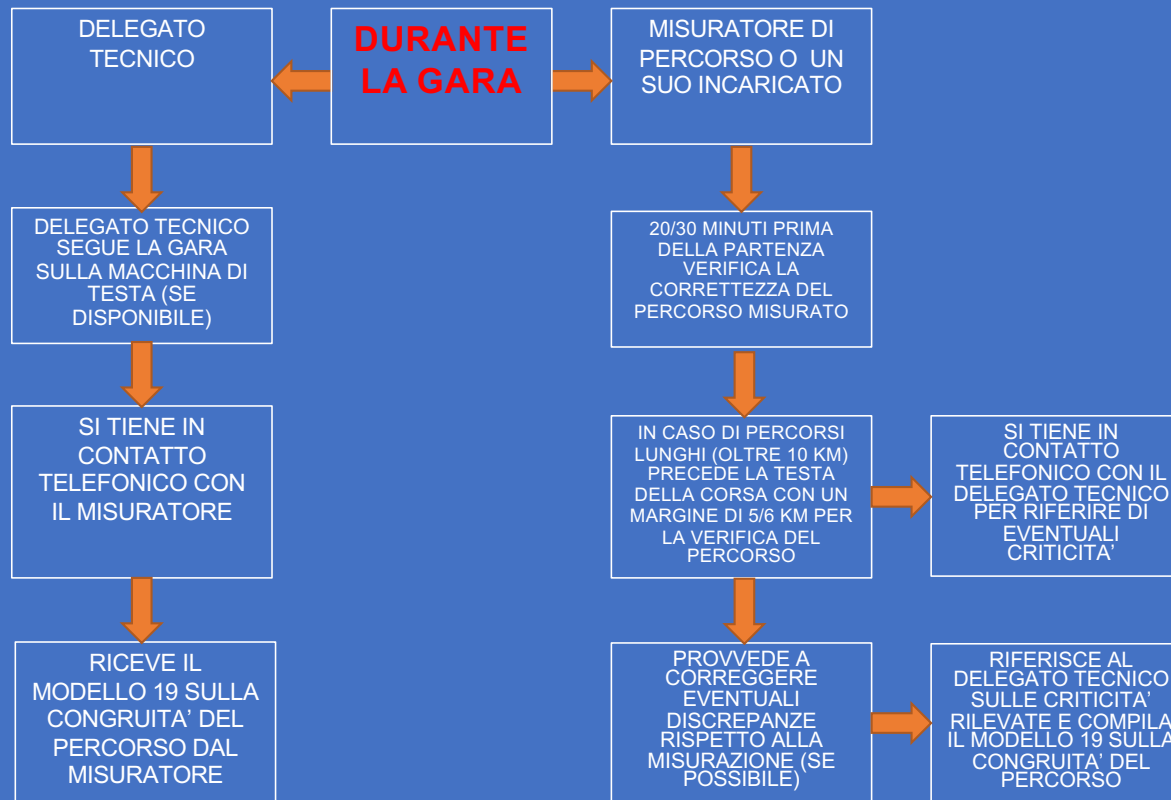 DELEGATO
TECNICO
DURANTE
LA GARA
MISURATORE DI
PERCORSO O UN
SUO INCARICATO
DELEGATO TECNICO
SEGUE LA GARA
SULLA MACCHINA DI
TESTA (SE
DISPONIBILE)
20/30 MINUTI PRIMA
DELLA PARTENZA
VERIFICA LA
CORRETTEZZA DEL
PERCORSO MISURATO
SI TIENE IN
CONTATTO
TELEFONICO CON
IL MISURATORE
IN CASO DI PERCORSI
LUNGHI (OLTRE 10 KM)
PRECEDE LA TESTA
DELLA CORSA CON UN
MARGINE DI 5/6 KM PER
LA VERIFICA DEL
PERCORSO
SI TIENE IN
CONTATTO
TELEFONICO CON IL
DELEGATO TECNICO
PER RIFERIRE DI
EVENTUALI
CRITICITA'
RICEVE IL
MODELLO 19 SULLA
CONGRUITA' DEL
PERCORSO DAL
MISURATORE
PROVVEDE A
CORREGGERE
EVENTUALI
DISCREPANZE
RISPETTO ALLA
MISURAZIONE (SE
POSSIBILE)
RIFERISCE AL
DELEGATO TECNICO
SULLE CRITICITA'
RILEVATE E COMPILA
IL MODELLO 19 SULLA
CONGRUITA' DEL
PERCORSO